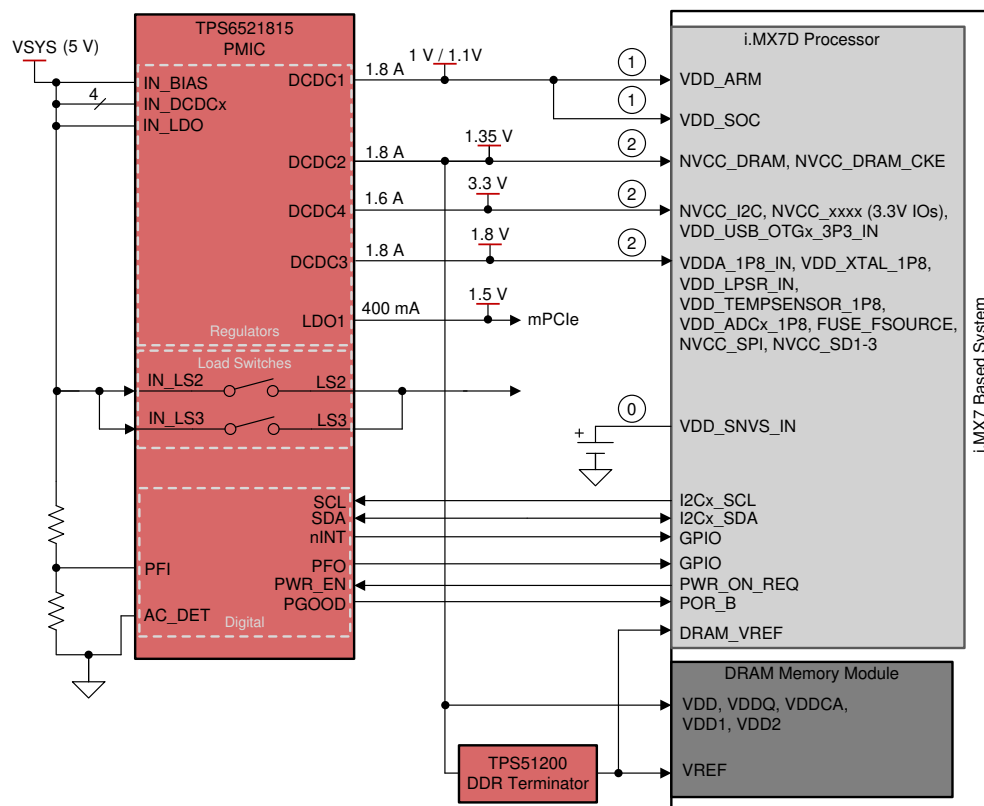 TPS6521815
PMIC
VSYS (5 V)
4
IN_BIAS
IN_DCDCx
IN_LDO
DCDC1
DCDC2
DCDC4
DCDC3
LDO1
Regulators
Load Switches
IN_LS2
LS2
IN_LS3
LS3
SCL
SDA
nINT
PFI
PFO
PWR_EN
PGOOD
AC_DET
Digital
1.8 A
1 V / 1.1V
1
1
1.8 A
1.35 V
2
1.6 A
3.3 V
2
1.8 A
1.8 V
2
400 mA
1.5 V
mPCIe
0
+
i.MX7D Processor
VDD_ARM
VDD_SOC
NVCC_DRAM, NVCC_DRAM_CKE
NVCC_I2C, NVCC_xxxx (3.3V IOs),
VDD_USB_OTGx_3P3_IN
VDDA_1P8_IN, VDD_XTAL_1P8,
VDD_LPSR_IN,
VDD_TEMPSENSOR_1P8,
VDD_ADCx_1P8, FUSE_FSOURCE,
NVCC_SPI, NVCC_SD1-3
VDD_SNVS_IN
I2Cx_SCL
I2Cx_SDA
GPIO
GPIO
PWR_ON_REQ
POR_B
DRAM_VREF
i.MX7 Based System
DRAM Memory Module
VDD, VDDQ, VDDCA,
VDD1, VDD2
VREF
TPS51200
DDR Terminator